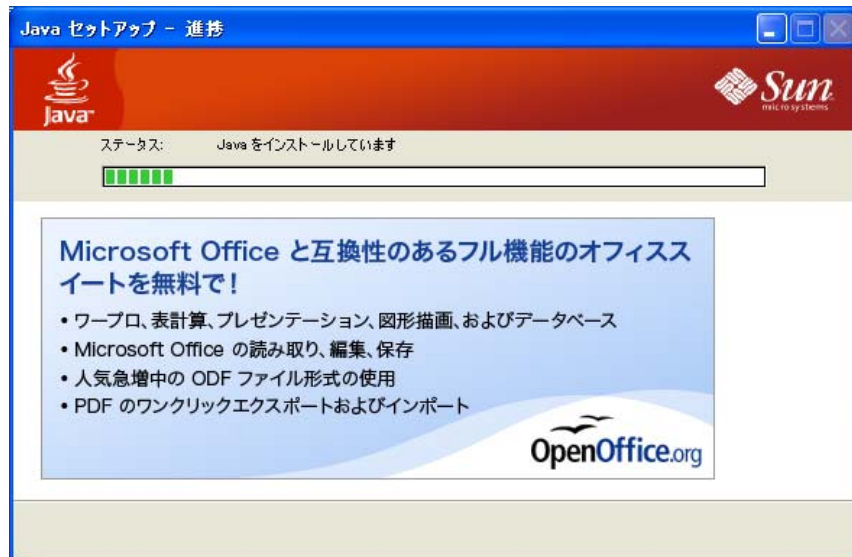 Java セットアップ - 進捗
Java
Sun
microsystems
ステータス: Java をインストールしています
Microsoft Office と互換性のあるフル機能のオフィスス
イートを無料で!
• ワープロ、表計算、プレゼンテーション、図形描画、およびデータベース
• Microsoft Office の読み取り、編集、保存
• 人気急増中の ODF ファイル形式の使用
• PDF のワンクリックエクスポートおよびインポート
OpenOffice.org